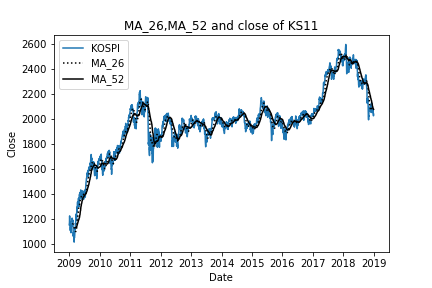 MA_26,MA_52 and close of KS11
KOSPI
MA_26
MA_52
2600
2400
2200
2000
1800
1600
1400
1200
1000
Close
2009 2010 2011 2012 2013 2014 2015 2016 2017 2018 2019
Date